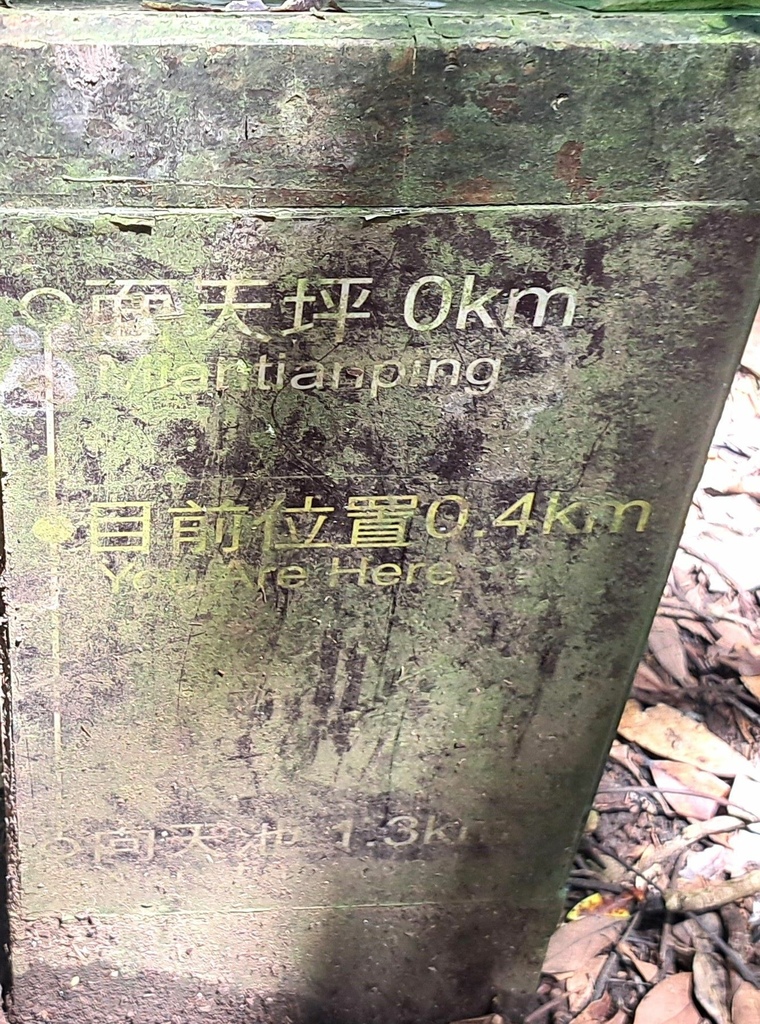 面天坪 0km
Miantianping
目前位置0.4km
You Are Here
向天池 1.3km